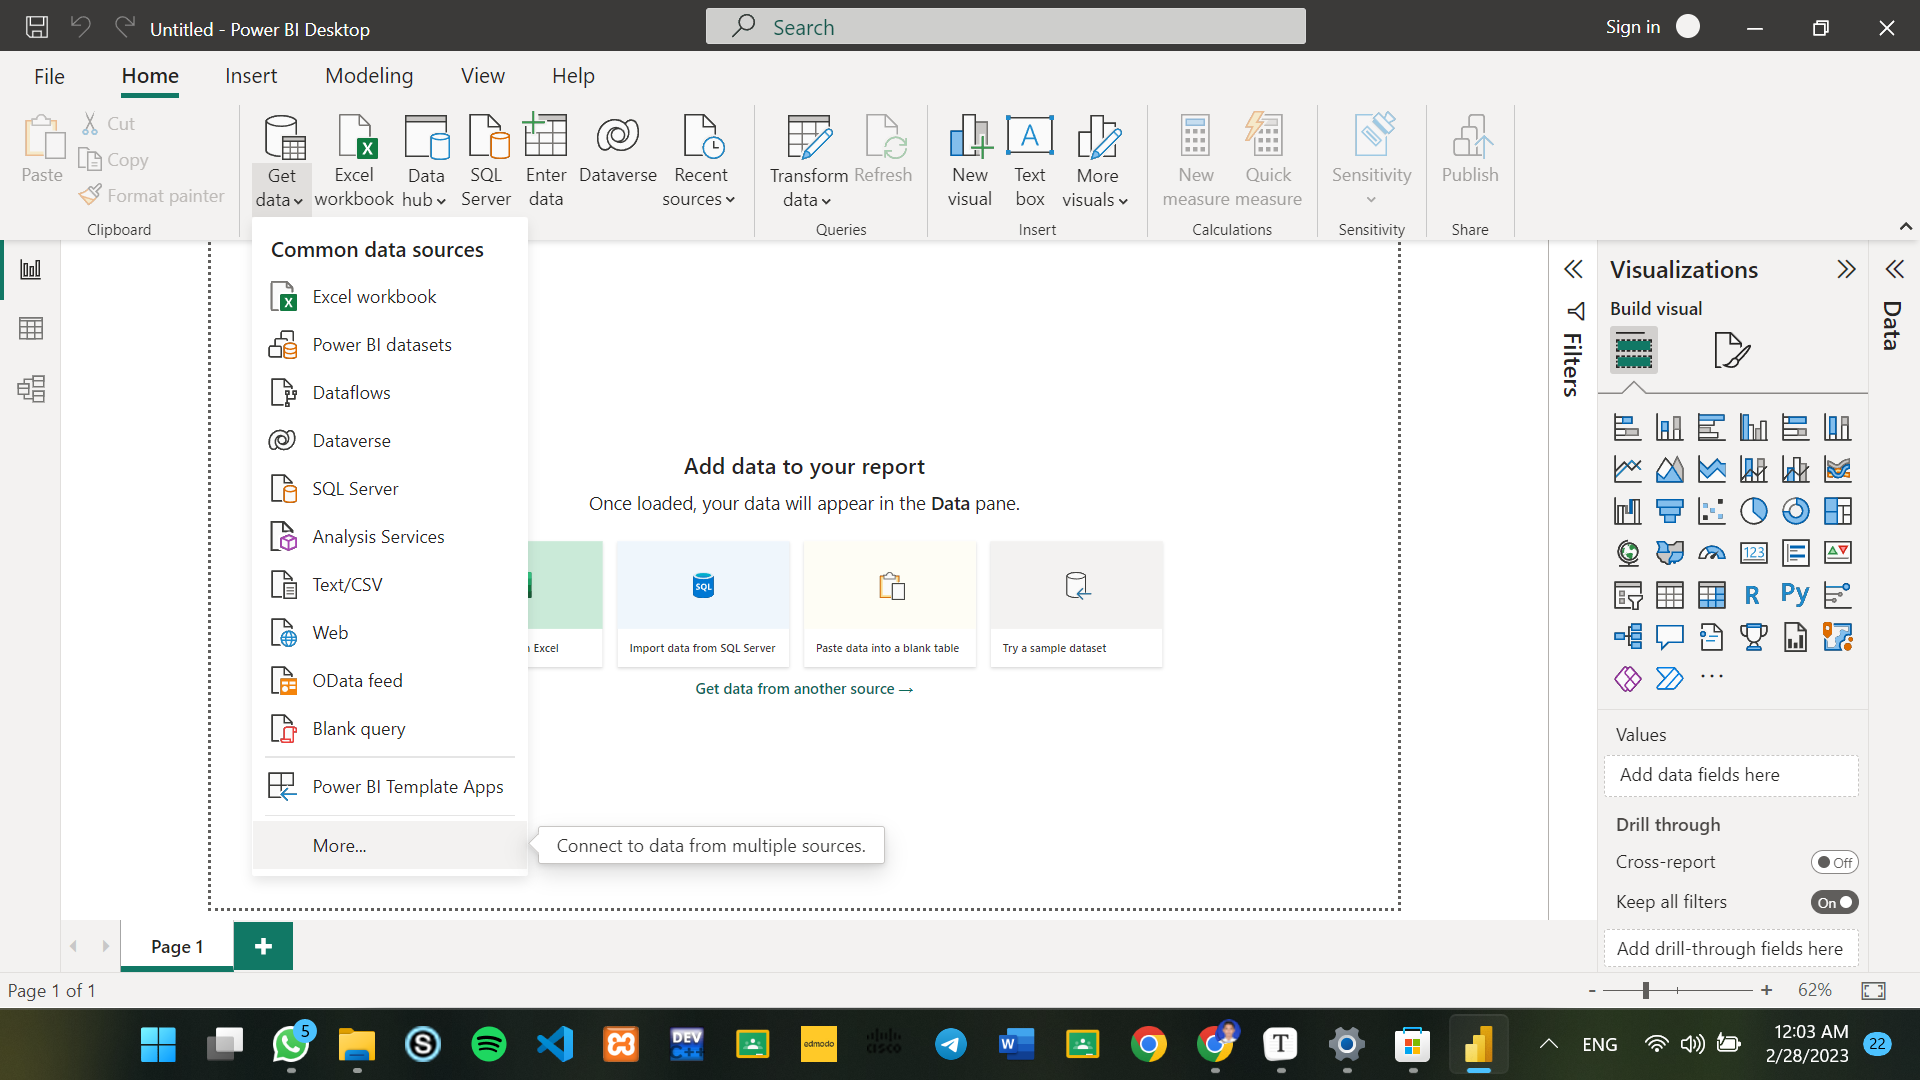 Untitled - Power BI Desktop
Search
Sign in
File
Home
Insert
Modeling
View
Help
Paste
Cut
Copy
Format painter
Clipboard
Get data
Excel workbook
Data hub
SQL Server
Enter data
Dataverse
Recent sources
Transform data
Refresh
Queries
New visual
Text box
More visuals
Insert
New measure
Quick measure
Calculations
Sensitivity
Sensitivity
Publish
Share
Common data sources
Excel workbook
Power BI datasets
Dataflows
Dataverse
SQL Server
Analysis Services
Text/CSV
Web
OData feed
Blank query
Power BI Template Apps
More...
Connect to data from multiple sources.
Add data to your report
Once loaded, your data will appear in the Data pane.
Excel
SQL
Import data from SQL Server
Paste data into a blank table
Try a sample dataset
Get data from another source →
Filters
Visualizations
Build visual
123
R
Py
Values
Add data fields here
Drill through
Cross-report
Off
Keep all filters
On
Add drill-through fields here
Data
Page 1
Page 1 of 1
62%
5
DEV C++
edmodo
cisco
W
T
ENG
12:03 AM
2/28/2023
22